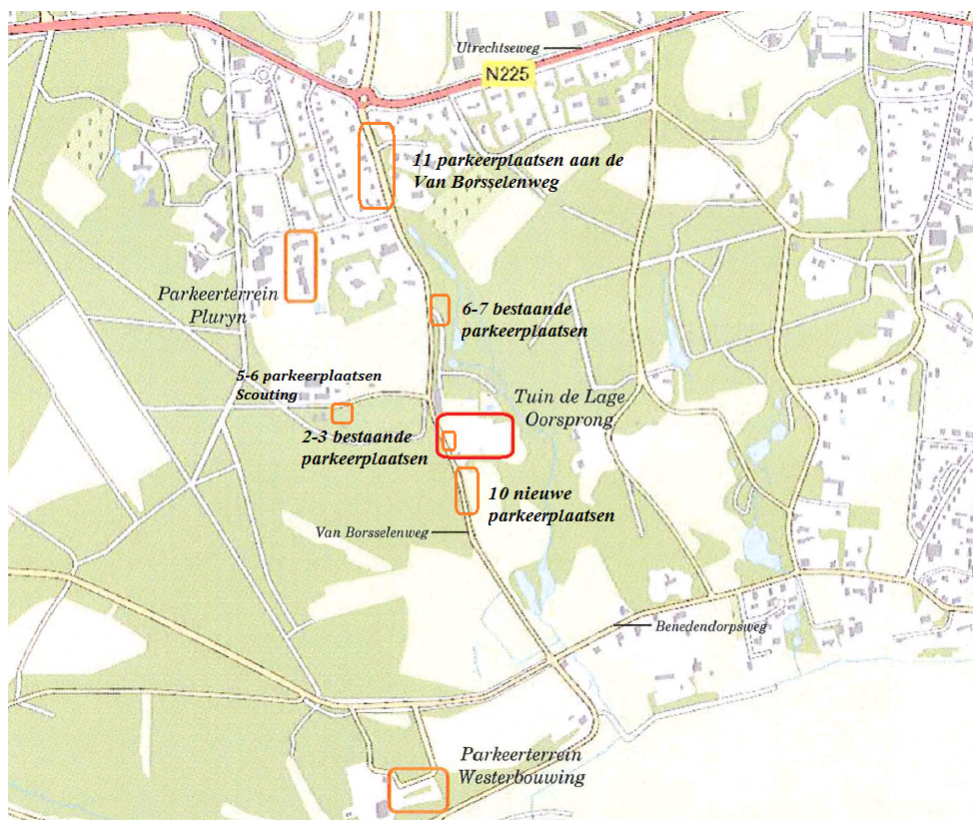 Utrechtseweg
N225
11 parkeerplaatsen aan de
Van Borsselenweg
Parkeerterrein
Pluryn
6-7 bestaande
parkeerplaatsen
5-6 parkeerplaatsen
Scouting
Tuin de Lage
Oorsprong
2-3 bestaande
parkeerplaatsen
10 nieuwe
parkeerplaatsen
Van Borsselenweg
Benedendorpsweg
Parkeerterrein
Westerbouwing